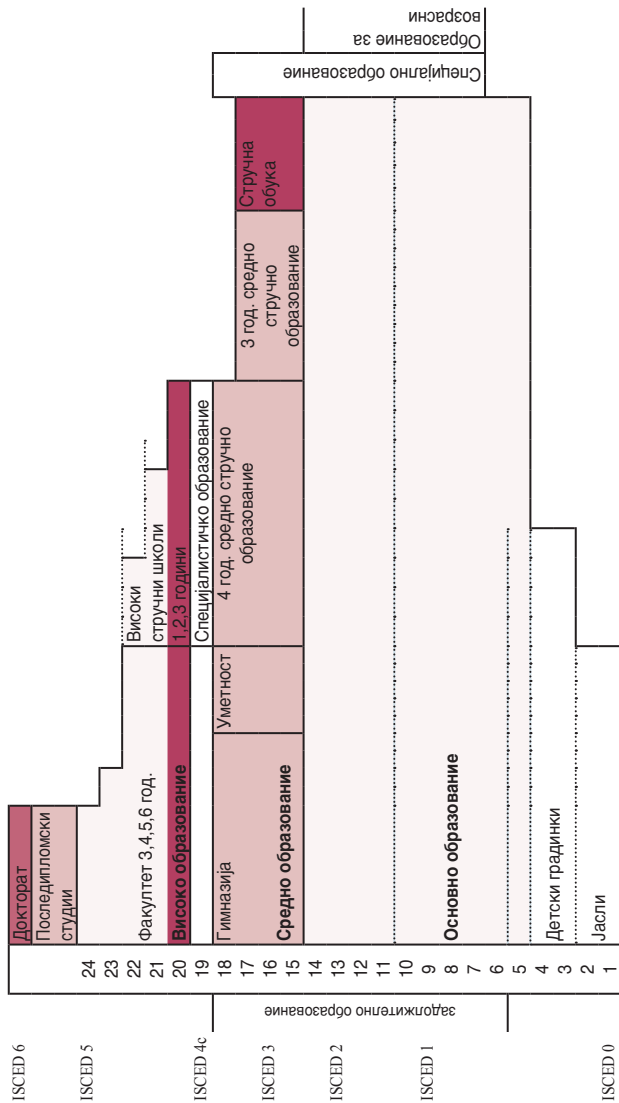 ISCED 6
ISCED 5
ISCED 4c
ISCED 3
ISCED 2
ISCED 1
ISCED 0
задолжително образование
24
23
22
21
20
19
18
17
16
15
14
13
12
11
10
9
8
7
6
5
4
3
2
1
Докторат
Последипломски
студии
Факултет 3,4,5,6 год.
Високо образование
Високи
стручни школи
1,2,3 години
Специјалистичко образование
Гимназија
Уметност
4 год. средно стручно
образование
3 год. средно
стручно
образование
Стручна
обука
Средно образование
Основно образование
Детски градинки
Јасли
Специјално образование
Образование за
возрасни